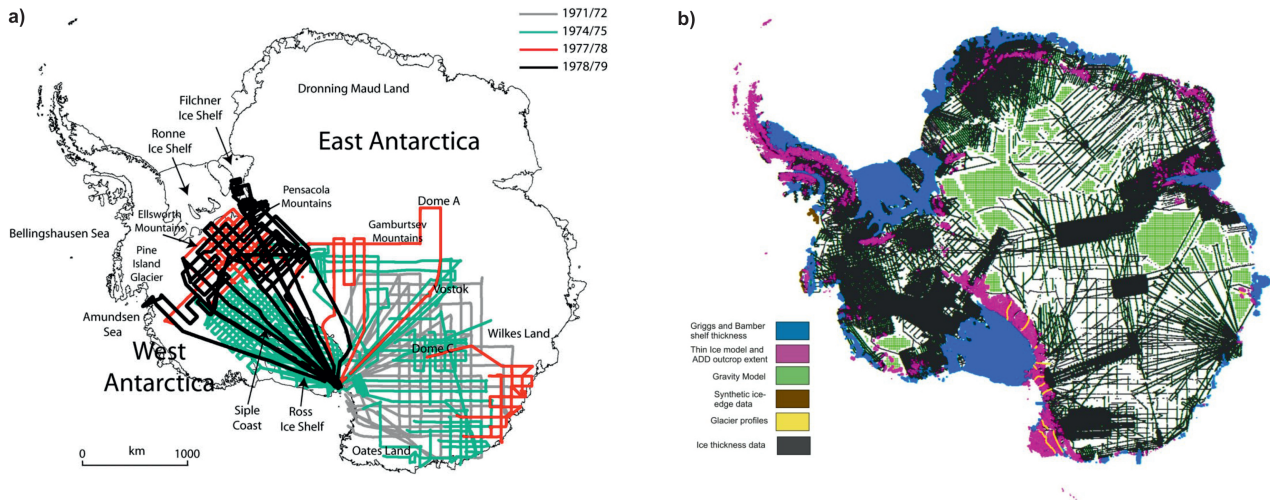 a)
1971/72
1974/75
1977/78
1978/79
Dronning Maud Land
Filchner
Ice Shelf
Ronne
Ice Shelf
East Antarctica
Pensacola
Mountains
Ellsworth
Mountains
Dome A
Gamburtsev
Mountains
Bellingshausen Sea
Pine
Island
Glacier
Vostok
Amundsen
Sea
Wilkes Land
Dome C
West
Antarctica
Siple
Coast
Ross
Ice Shelf
Oates Land
km
0
1000
b)
Griggs and Bamber
shelf thickness
Thin Ice model and
ADD outcrop extent
Gravity Model
Synthetic ice-
edge data
Glacier profiles
Ice thickness data